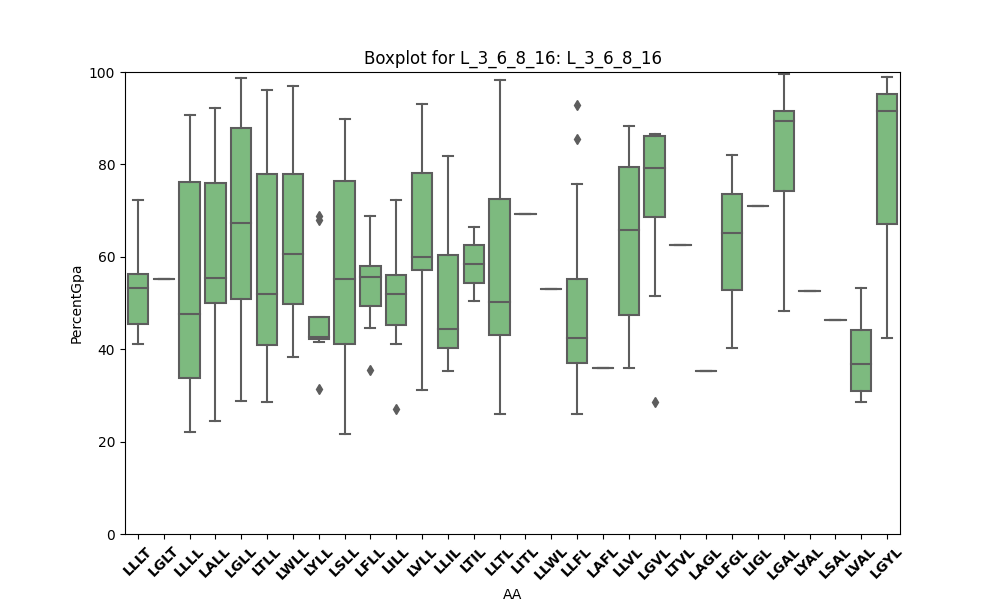 Boxplot for L_3_6_8_16: L_3_6_8_16
100
80
60
40
20
0
PercentGpa
LLLT LGLT LLLL LALL LGLL LTLL LWLL LYLL LSLL LFLL LILL LVLL LLIL LTIL LLTL LITL LLWL LLFL LAFL LLVL LGVL LTVL LAGL LFGL LIGL LGAL LYAL LSAL LVAL LGYL
AA